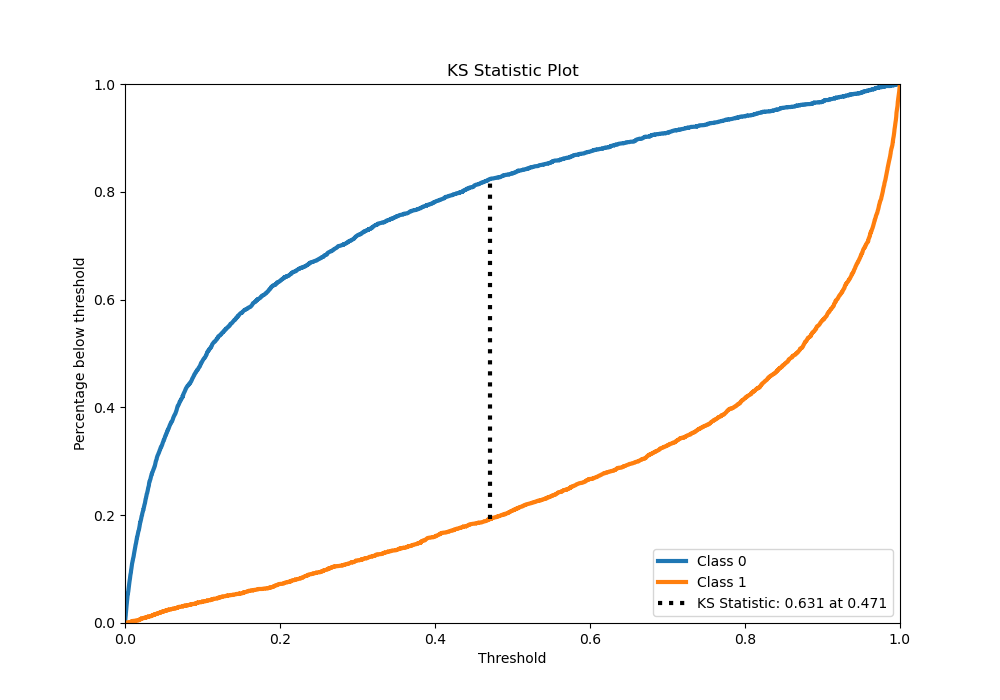 KS Statistic Plot
1.0
0.8
0.6
0.4
0.2
0.0
Percentage below threshold
0.0 0.2 0.4 0.6 0.8 1.0
Threshold
Class 0
Class 1
KS Statistic: 0.631 at 0.471